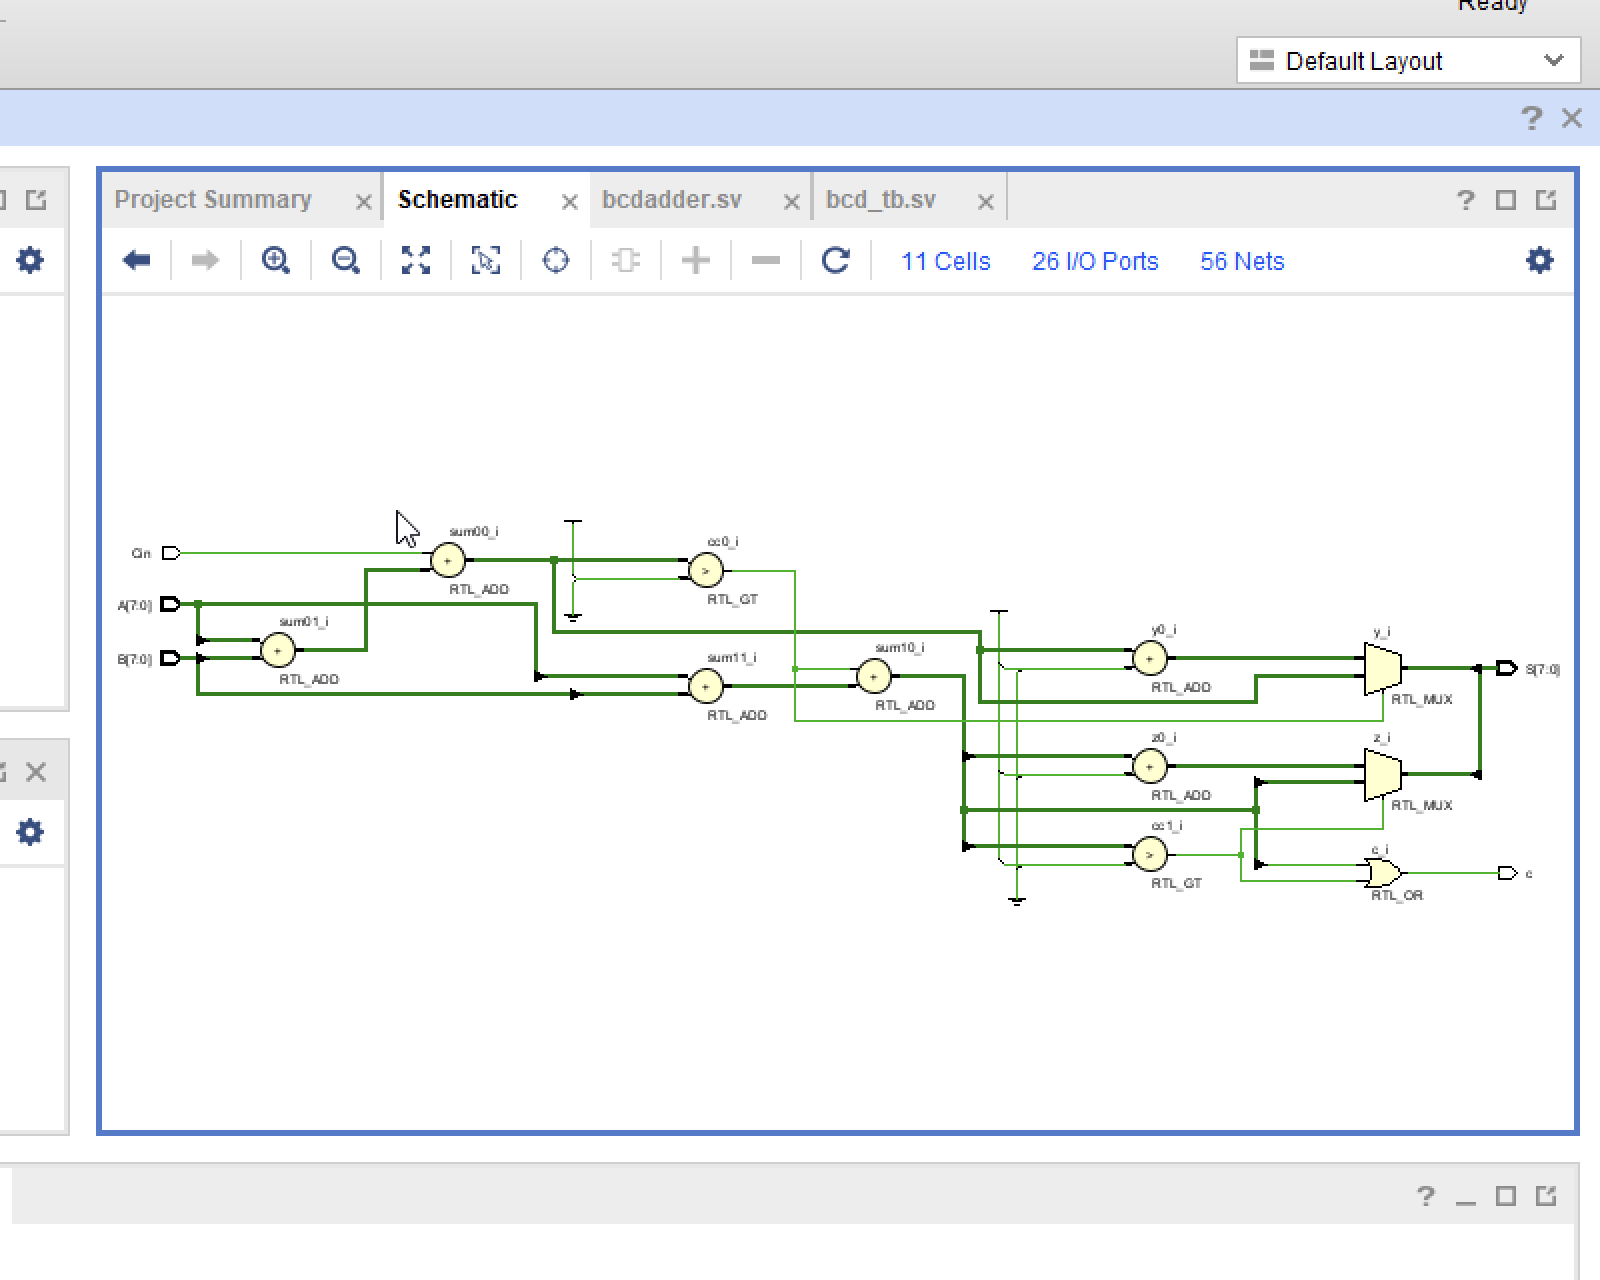 Ready
Default Layout
Project Summary
Schematic
bcdadder.sv
bcd_tb.sv
11 Cells
26 I/O Ports
56 Nets
sum00_i
cc0_i
Cin
RTL_ADD
RTL_GT
A[7:0]
sum01_i
B[7:0]
RTL_ADD
sum11_i
RTL_ADD
sum10_i
RTL_ADD
y0_i
RTL_ADD
y_i
RTL_MUX
S[7:0]
z0_i
RTL_ADD
z_i
RTL_MUX
cc1_i
RTL_GT
c_i
RTL_OR
c